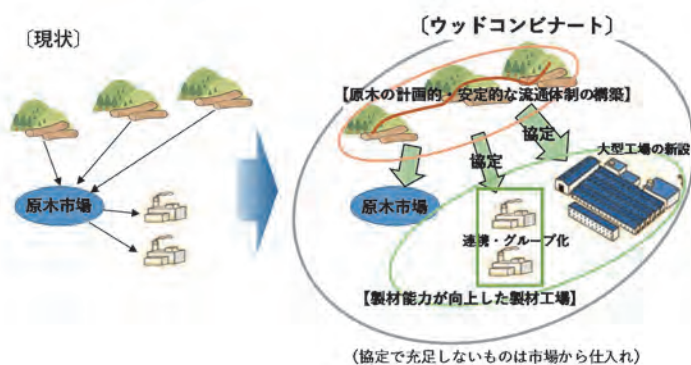 〔現状〕
原木市場
〔ウッドコンビナート〕
【原木の計画的・安定的な流通体制の構築】
協定
協定
大型工場の新設
原木市場
連携・グループ化
【製材能力が向上した製材工場】
（協定で充足しないものは市場から仕入れ）